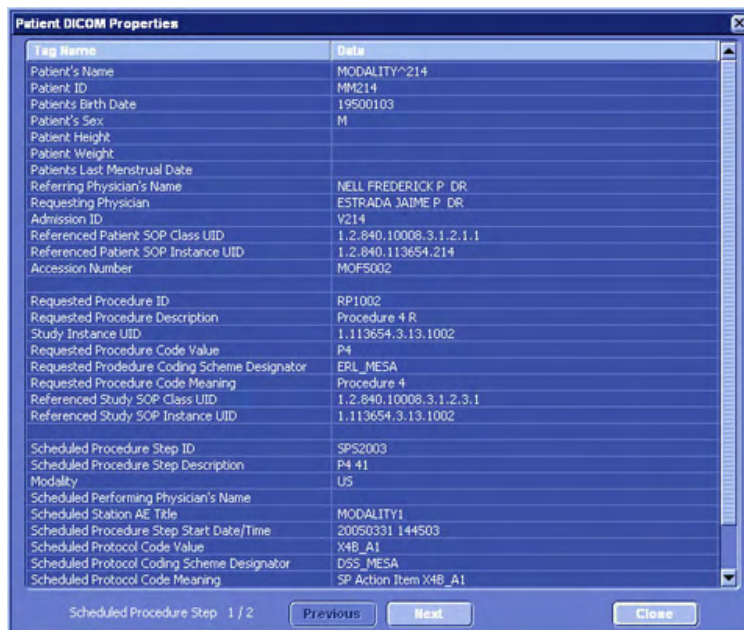 Patient DICOM Properties
Tag Name Data
Patient's Name MODALITY^214
Patient ID MM214
Patients Birth Date 19500103
Patient's Sex M
Patient Height
Patient Weight
Patients Last Menstrual Date
Referring Physician's Name NELL FREDERICK P DR
Requesting Physician ESTRADA JAIME P DR
Admission ID V214
Referenced Patient SOP Class UID 1.2.840.10008.3.1.2.1.1
Referenced Patient SOP Instance UID 1.2.840.113654.214
Accession Number MOF5002
Requested Procedure ID RP1002
Requested Procedure Description Procedure 4 R
Study Instance UID 1.113654.3.13.1002
Requested Procedure Code Value P4
Requested Prodedure Coding Scheme Designator ERL_MESA
Requested Procedure Code Meaning Procedure 4
Referenced Study SOP Class UID 1.2.840.10008.3.1.2.3.1
Referenced Study SOP Instance UID 1.113654.3.13.1002
Scheduled Procedure Step ID SPS2003
Scheduled Procedure Step Description P4 41
Modality US
Scheduled Performing Physician's Name
Scheduled Station AE Title MODALITY1
Scheduled Procedure Step Start Date/Time 20050331 144503
Scheduled Protocol Code Value X4B_A1
Scheduled Protocol Coding Scheme Designator DSS_MESA
Scheduled Protocol Code Meaning SP Action Item X4B_A1
Scheduled Procedure Step 1 / 2 Previous Next Close